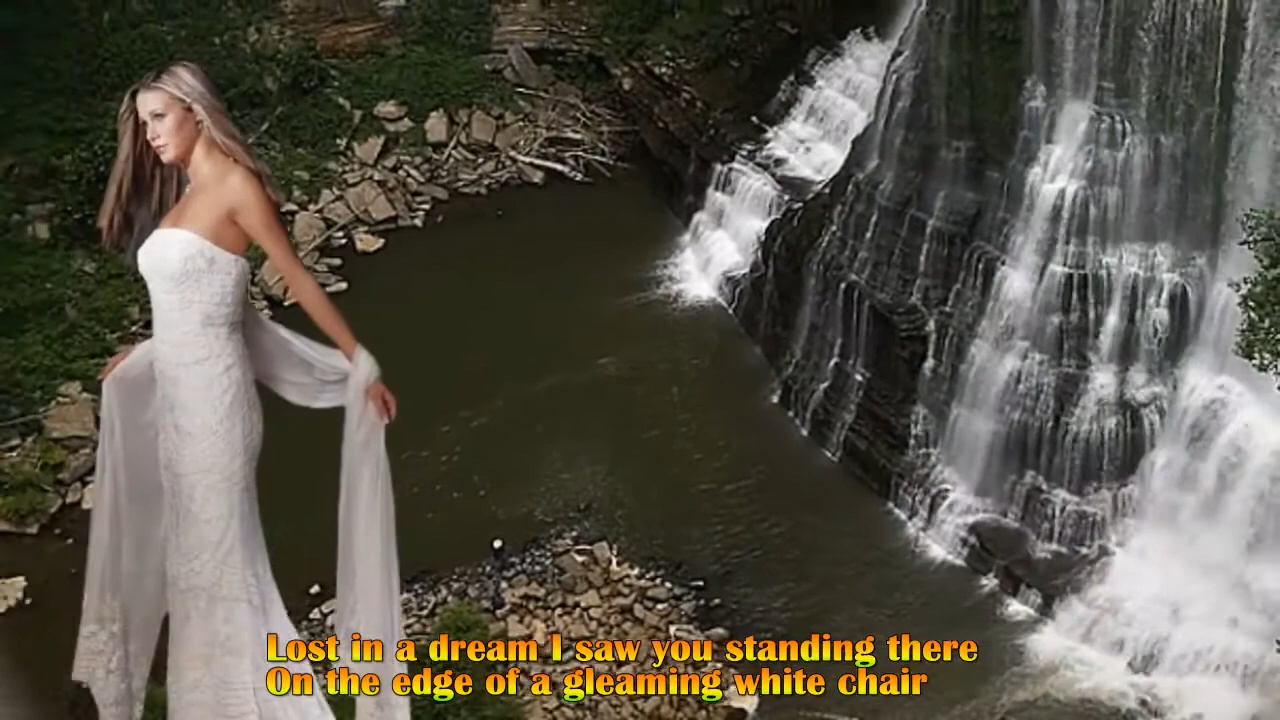 Lost in a dream I saw you standing there
On the edge of a gleaming white chair